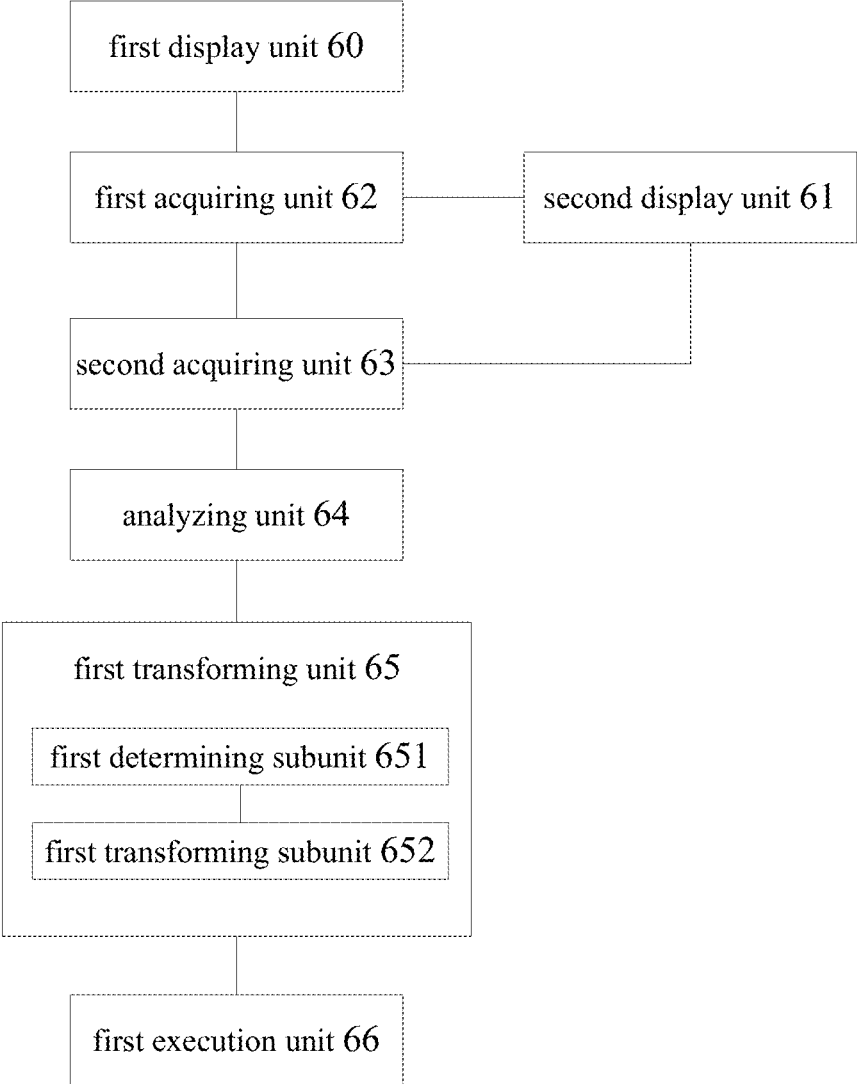 first display unit 60
first acquiring unit 62
second display unit 61
second acquiring unit 63
analyzing unit 64
first transforming unit 65
first determining subunit 651
first transforming subunit 652
first execution unit 66